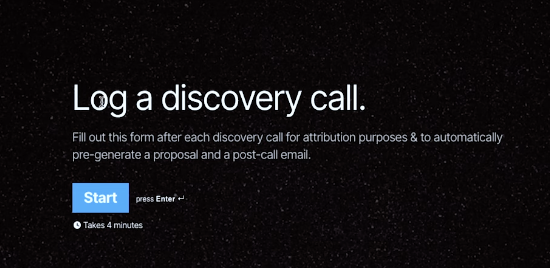 Log a discovery call.
Fill out this form after each discovery call for attribution purposes & to automatically
pre-generate a proposal and a post-call email.
Start
press Enter ↵
Takes 4 minutes